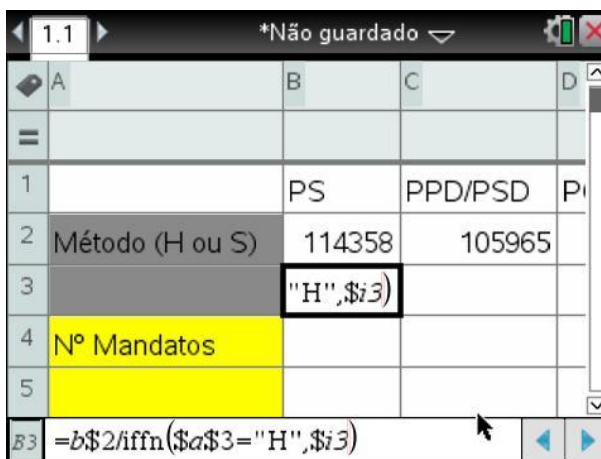 1.1 *Não guardado
A B C D
=
1 PS PPD/PSD
2 Método (H ou S) 114358 105965
3 "H",$i3)
4 Nº Mandatos
5
B3 =b$2/iffn($a$3="H",$i3)